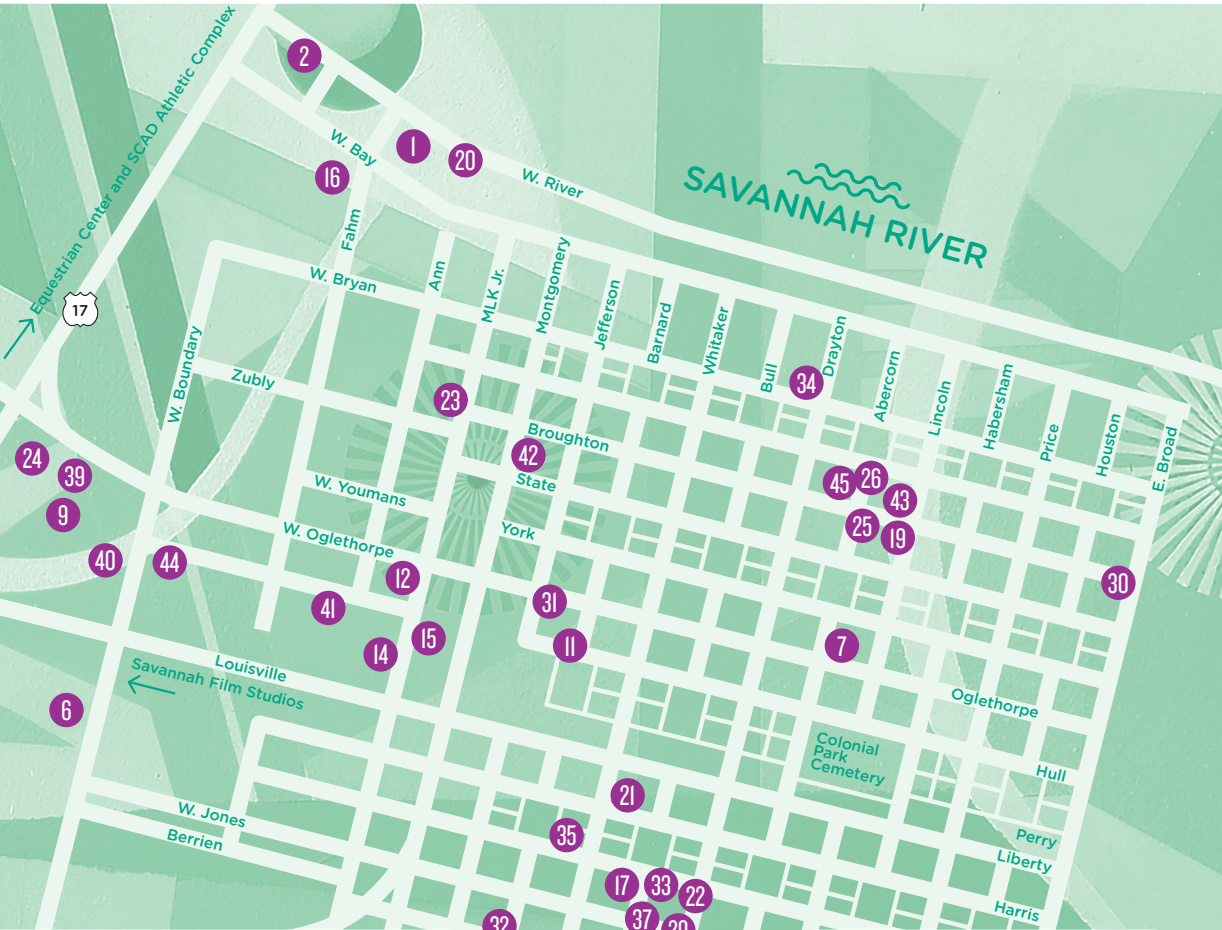 Equestrian Center and SCAD Athletic Complex
2
W. Bay
1
20
16
W. River
SAVANNAH RIVER
17
Fahm
W. Bryan
Ann
MLK Jr.
Montgomery
Jefferson
Barnard
Whitaker
Bull
34
Drayton
Abercorn
Lincoln
Habersham
Price
Houston
E. Broad
W. Boundary
Zubly
23
Broughton
42
State
24
39
9
W. Youmans
York
45
26
43
25
19
W. Oglethorpe
40
44
12
30
41
31
15
11
14
7
Louisville
Savannah Film Studios
6
Oglethorpe
Colonial
Park
Cemetery
Hull
21
W. Jones
Berrien
35
Perry
Liberty
17
33
22
Harris
37
32